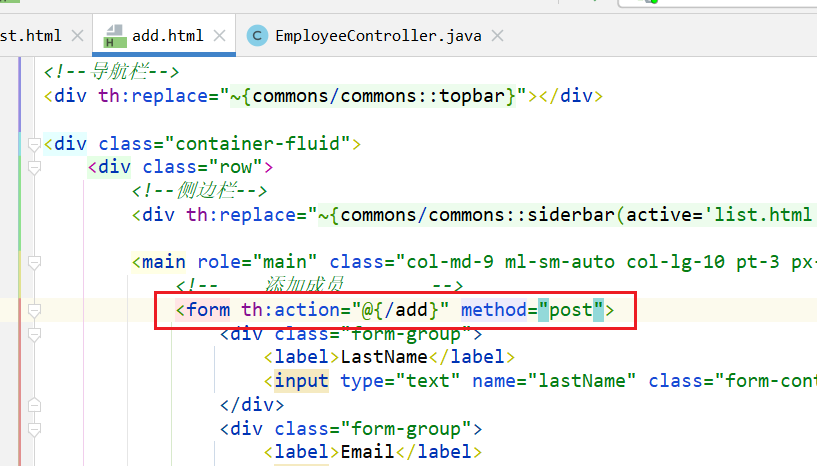 st.html add.html EmployeeController.java
<!--导航栏-->
<div th:replace="~{commons/commons::topbar}"></div>
<div class="container-fluid">
<div class="row">
<!--侧边栏-->
<div th:replace="~{commons/commons::siderbar(active='list.html
<main role="main" class="col-md-9 ml-sm-auto col-lg-10 pt-3 px-
<!-- 添加成员 -->
<form th:action="@{/add}" method="post">
<div class="form-group">
<label>LastName</label>
<input type="text" name="lastName" class="form-cont
</div>
<div class="form-group">
<label>Email</label>